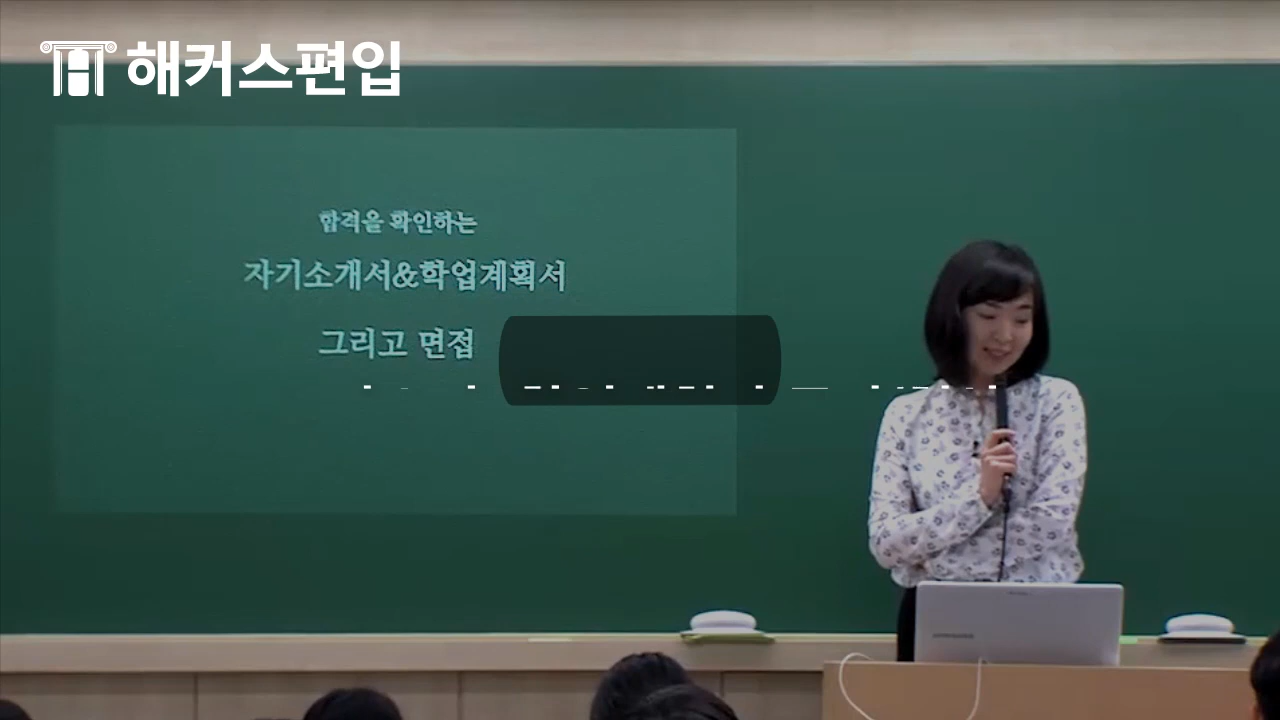 해커스편입
합격을 확인하는
자기소개서&학업계획서
그리고 면접